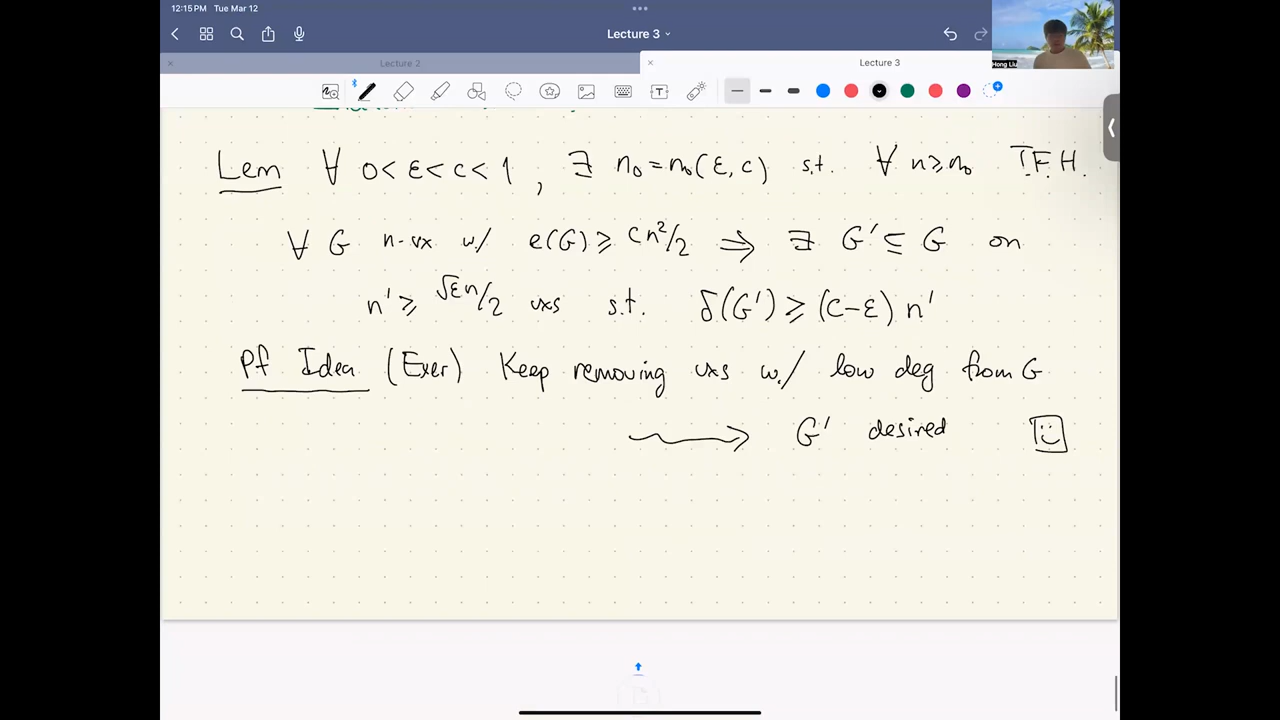 12:15 PM Tue Mar 12
Lecture 3
Hong Liu
Lecture 2
Lecture 3
Lem ∀ 0<ε<c<1, ∃ n₀=n₀(ε,c) s.t. ∀ n≥n₀ T.F.H.
∀ G n-vx w/ e(G) ≥ cn²/2 ⇒ ∃ G' ⊆ G on
n' ≥ √εn/2 vxs s.t. δ(G') ≥ (c-ε) n'
Pf Idea (Exer) Keep removing vxs w/ low deg from G
G' desired